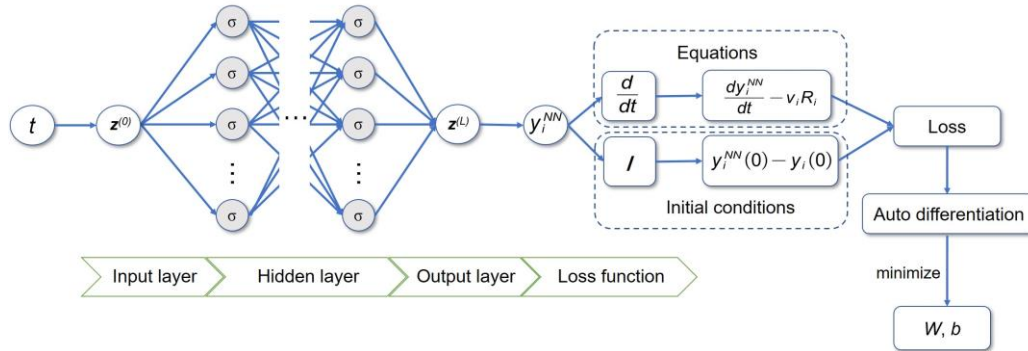 t
z(0)
σ
σ
σ
⋮
σ
⋯
σ
σ
σ
⋮
σ
z(L)
y_i^NN
Equations
d/dt
dy_i^NN/dt − v_i R_i
I
y_i^NN(0) − y_i(0)
Initial conditions
Loss
Auto differentiation
minimize
W, b
Input layer
Hidden layer
Output layer
Loss function